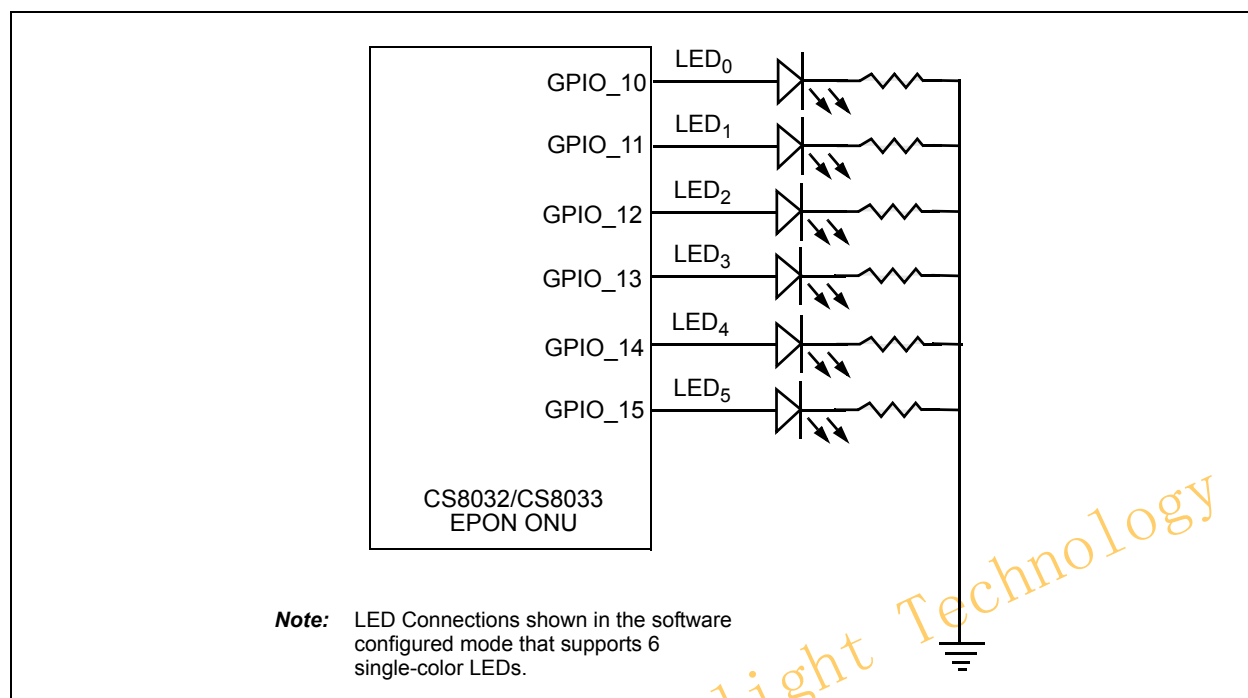 LED0
GPIO_10
LED1
GPIO_11
LED2
GPIO_12
LED3
GPIO_13
LED4
GPIO_14
LED5
GPIO_15
CS8032/CS8033
EPON ONU
Note: LED Connections shown in the software
configured mode that supports 6
single-color LEDs.
Technology